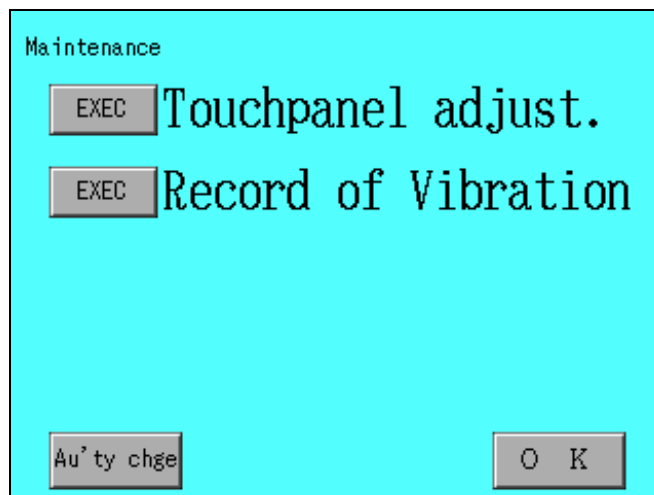 Maintenance
EXEC Touchpanel adjust.
EXEC Record of Vibration
Au'ty chge O K